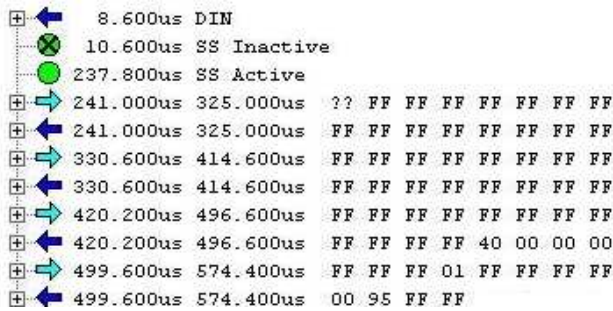 8.600us DIN
10.600us SS Inactive
237.800us SS Active
241.000us 325.000us ?? FF FF FF FF FF FF FF
241.000us 325.000us FF FF FF FF FF FF FF FF
330.600us 414.600us FF FF FF FF FF FF FF FF
330.600us 414.600us FF FF FF FF FF FF FF FF
420.200us 496.600us FF FF FF FF FF FF FF FF
420.200us 496.600us FF FF FF FF 40 00 00 00
499.600us 574.400us FF FF FF 01 FF FF FF FF
499.600us 574.400us 00 95 FF FF